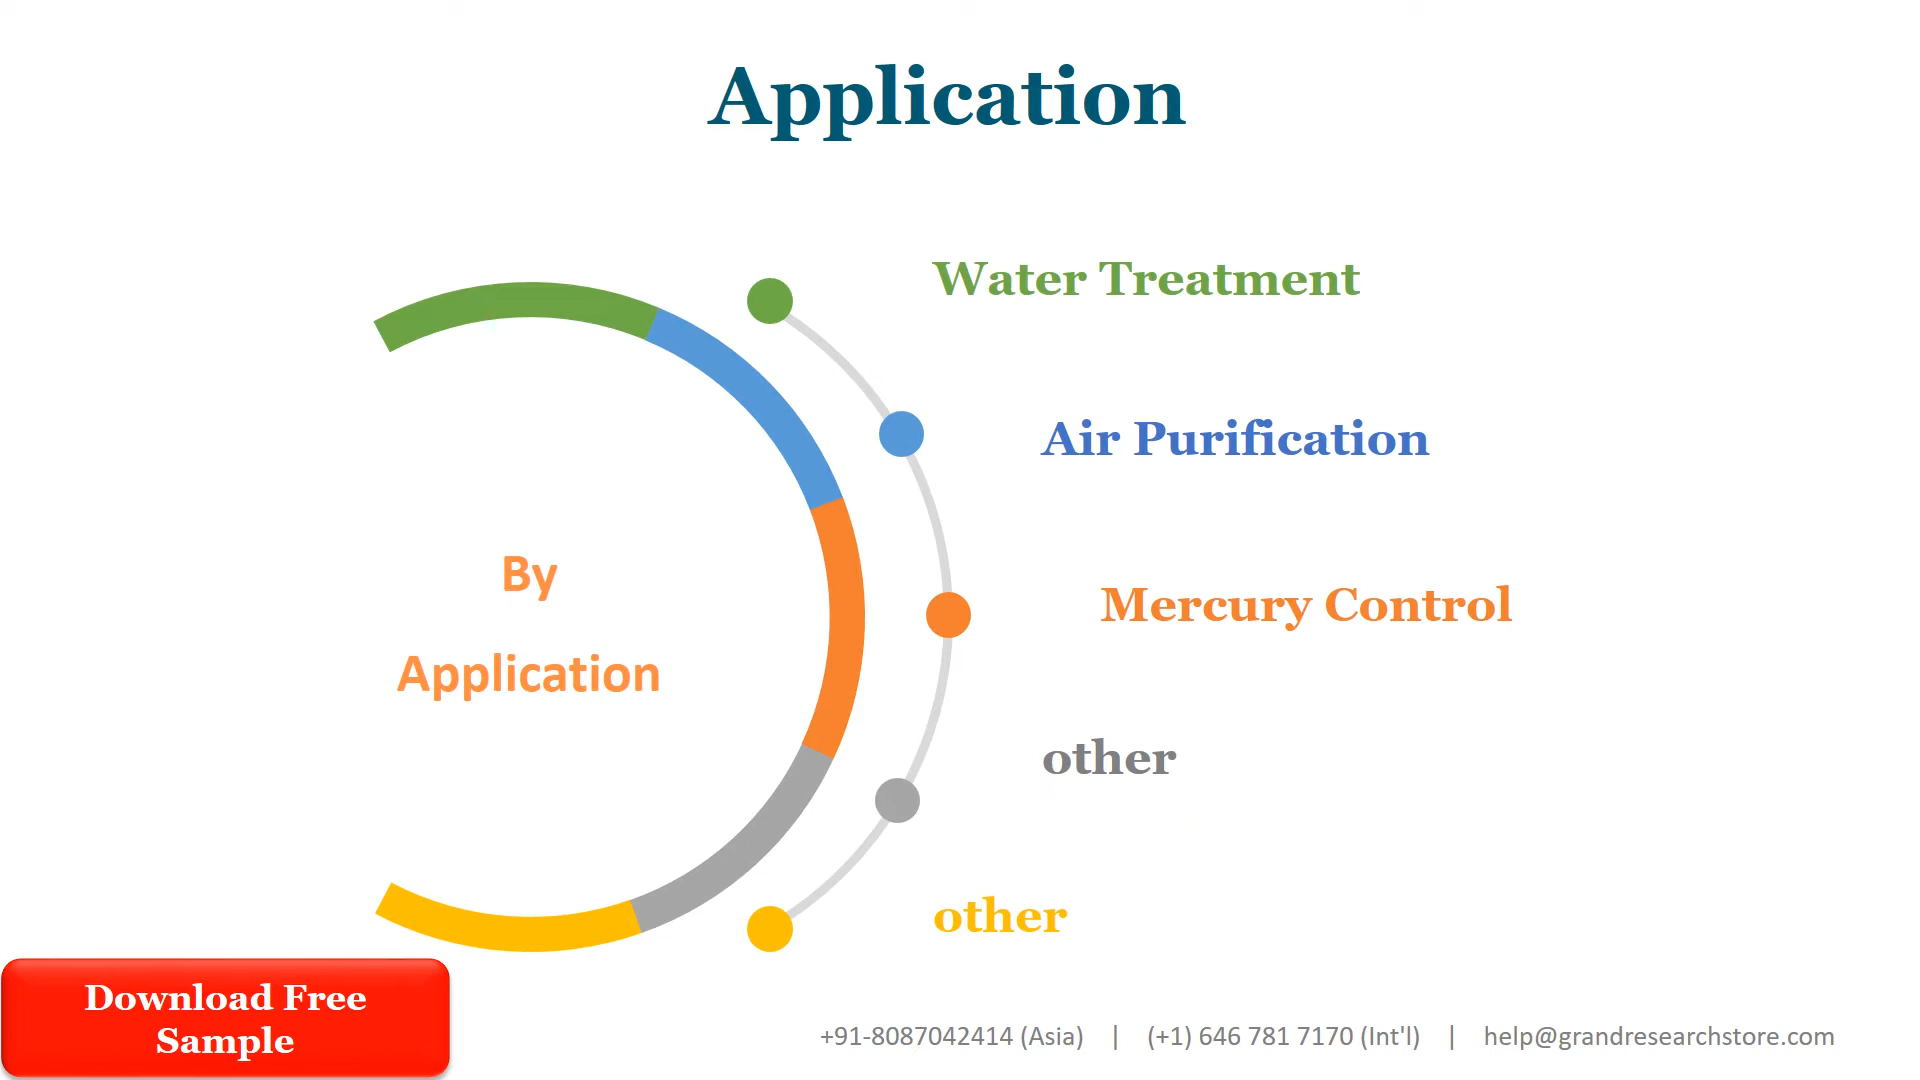 Application
Water Treatment
Air Purification
By
Application
Mercury Control
other
other
Download Free
Sample
+91-8087042414 (Asia) | (+1) 646 781 7170 (Int'l) | help@grandresearchstore.com